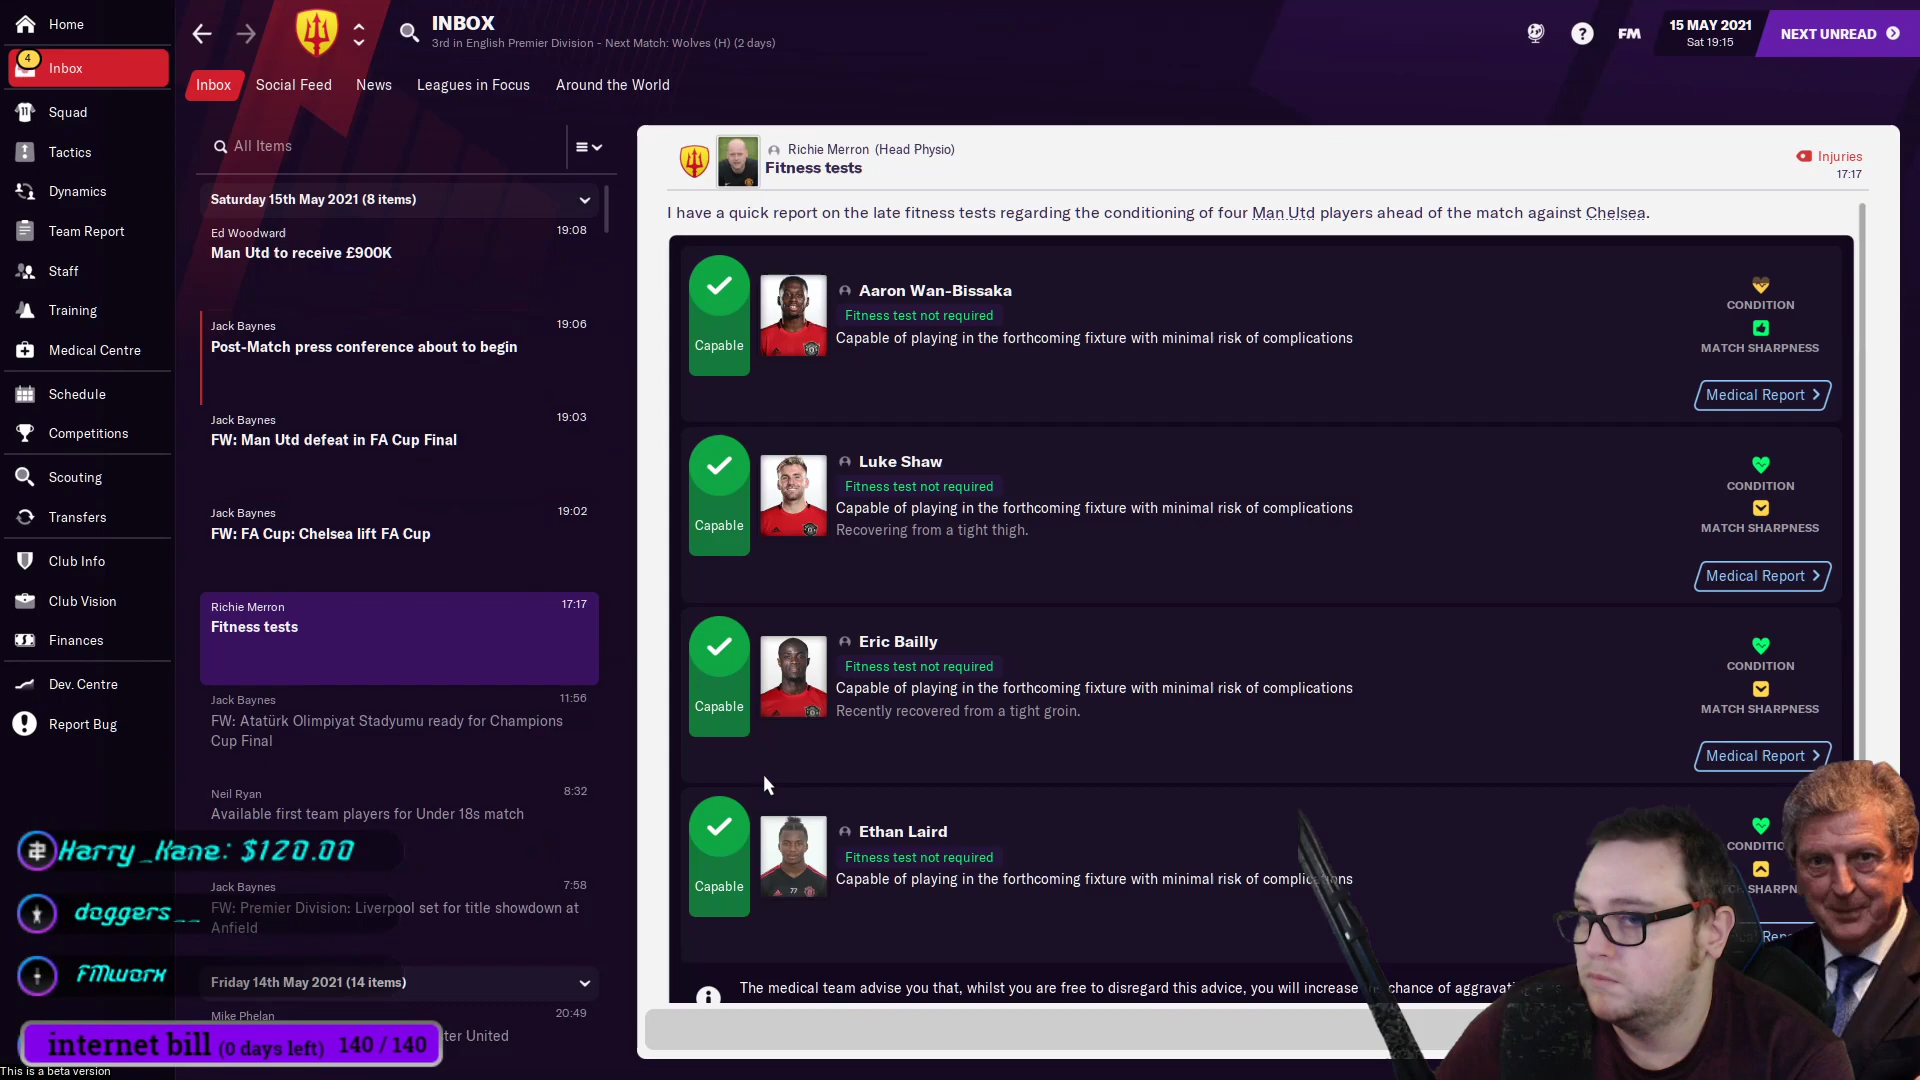 Home
4
Inbox
Squad
Tactics
Dynamics
Team Report
Staff
Training
Medical Centre
Schedule
Competitions
Scouting
Transfers
Club Info
Club Vision
Finances
Dev. Centre
Report Bug
INBOX
3rd in English Premier Division - Next Match: Wolves (H) (2 days)
?
FM
15 MAY 2021
Sat 19:15
NEXT UNREAD
Inbox
Social Feed
News
Leagues in Focus
Around the World
All Items
Saturday 15th May 2021 (8 items)
Ed Woodward 19:08
Man Utd to receive £900K
Jack Baynes 19:06
Post-Match press conference about to begin
Jack Baynes 19:03
FW: Man Utd defeat in FA Cup Final
Jack Baynes 19:02
FW: FA Cup: Chelsea lift FA Cup
Richie Merron 17:17
Fitness tests
Jack Baynes 11:56
FW: Atatürk Olimpiyat Stadyumu ready for Champions
Cup Final
Neil Ryan 8:32
Available first team players for Under 18s match
Jack Baynes 7:58
FW: Premier Division: Liverpool set for title showdown at
Anfield
Friday 14th May 2021 (14 items)
Mike Phelan 20:49
ter United
Richie Merron (Head Physio)
Fitness tests
Injuries
17:17
I have a quick report on the late fitness tests regarding the conditioning of four Man Utd players ahead of the match against Chelsea.
Capable
Aaron Wan-Bissaka
Fitness test not required
Capable of playing in the forthcoming fixture with minimal risk of complications
CONDITION
MATCH SHARPNESS
Medical Report
Capable
Luke Shaw
Fitness test not required
Capable of playing in the forthcoming fixture with minimal risk of complications
Recovering from a tight thigh.
CONDITION
MATCH SHARPNESS
Medical Report
Capable
Eric Bailly
Fitness test not required
Capable of playing in the forthcoming fixture with minimal risk of complications
Recently recovered from a tight groin.
CONDITION
MATCH SHARPNESS
Medical Report
Capable
77
Ethan Laird
Fitness test not required
Capable of playing in the forthcoming fixture with minimal risk of complications
CONDITIO
SHARPN
Medical Rep
The medical team advise you that, whilst you are free to disregard this advice, you will increase chance of aggravati
Harry_Kane: $120.00
daggers__
FMworx
internet bill (0 days left) 140 / 140
This is a beta version